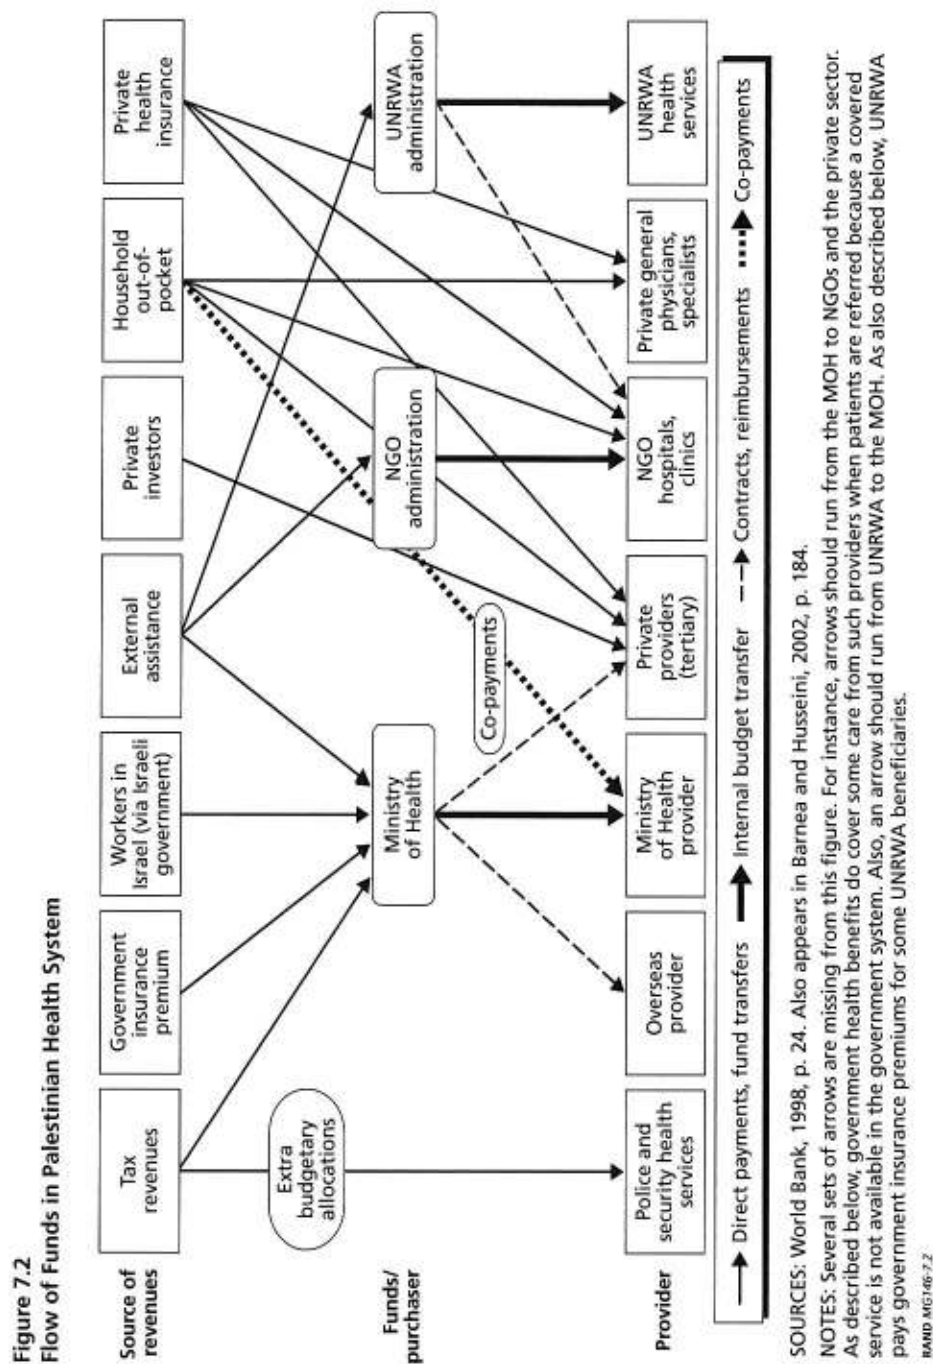 Figure 7.2
Flow of Funds in Palestinian Health System
Source of
revenues
Tax
revenues
Government
insurance
premium
Workers in
Israel (via Israeli
government)
External
assistance
Private
investors
Household
out-of-
pocket
Private
health
insurance
Extra
budgetary
allocations
Funds/
purchaser
Ministry
of Health
Co-payments
NGO
administration
UNRWA
administration
Provider
Police and
security health
services
Overseas
provider
Ministry
of Health
provider
Private
providers
(tertiary)
NGO
hospitals,
clinics
Private general
physicians,
specialists
UNRWA
health
services
Direct payments, fund transfers Internal budget transfer Contracts, reimbursements Co-payments
SOURCES: World Bank, 1998, p. 24. Also appears in Barnea and Husseini, 2002, p. 184.
NOTES: Several sets of arrows are missing from this figure. For instance, arrows should run from the MOH to NGOs and the private sector.
As described below, government health benefits do cover some care from such providers when patients are referred because a covered
service is not available in the government system. Also, an arrow should run from UNRWA to the MOH. As also described below, UNRWA
pays government insurance premiums for some UNRWA beneficiaries.
RAND MG146-7.2